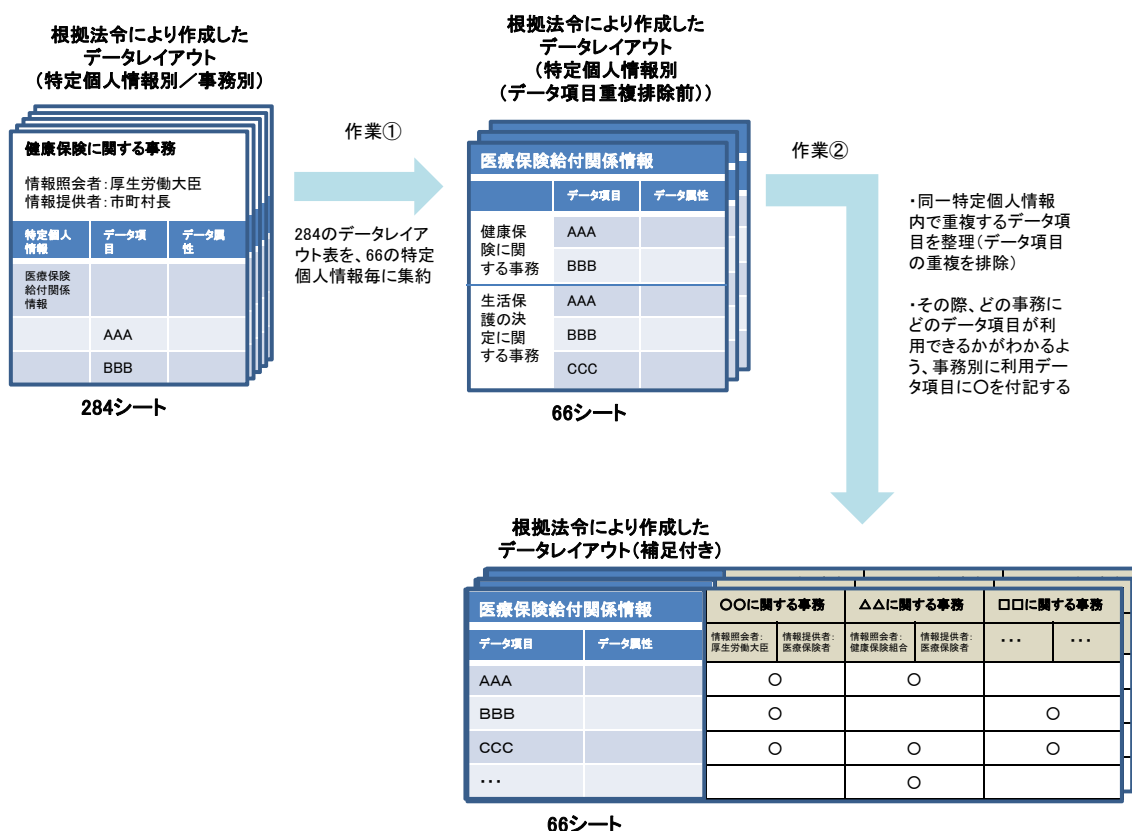 根拠法令により作成した
データレイアウト
（特定個人情報別／事務別）
健康保険に関する事務
情報照会者：厚生労働大臣
情報提供者：市町村長
特定個人
情報
データ項
目
データ属
性
医療保険
給付関係
情報
AAA
BBB
284シート
作業①
284のデータレイア
ウト表を、66の特定
個人情報毎に集約
根拠法令により作成した
データレイアウト
（特定個人情報別
（データ項目重複排除前））
医療保険給付関係情報
データ項目
データ属性
健康保
険に関
する事務
AAA
BBB
生活保
護の決
定に関
する事務
AAA
BBB
CCC
66シート
作業②
・同一特定個人情報
内で重複するデータ項
目を整理（データ項目
の重複を排除）
・その際、どの事務に
どのデータ項目が利
用できるかがわかるよ
う、事務別に利用デー
タ項目に〇を付記する
根拠法令により作成した
データレイアウト（補足付き）
医療保険給付関係情報
〇〇に関する事務
△△に関する事務
□□に関する事務
データ項目
データ属性
情報照会者：
厚生労働大臣
情報提供者：
医療保険者
情報照会者：
健康保険組合
情報提供者：
医療保険者
・・・
・・・
AAA
〇
〇
BBB
〇
〇
CCC
〇
〇
〇
・・・
〇
66シート